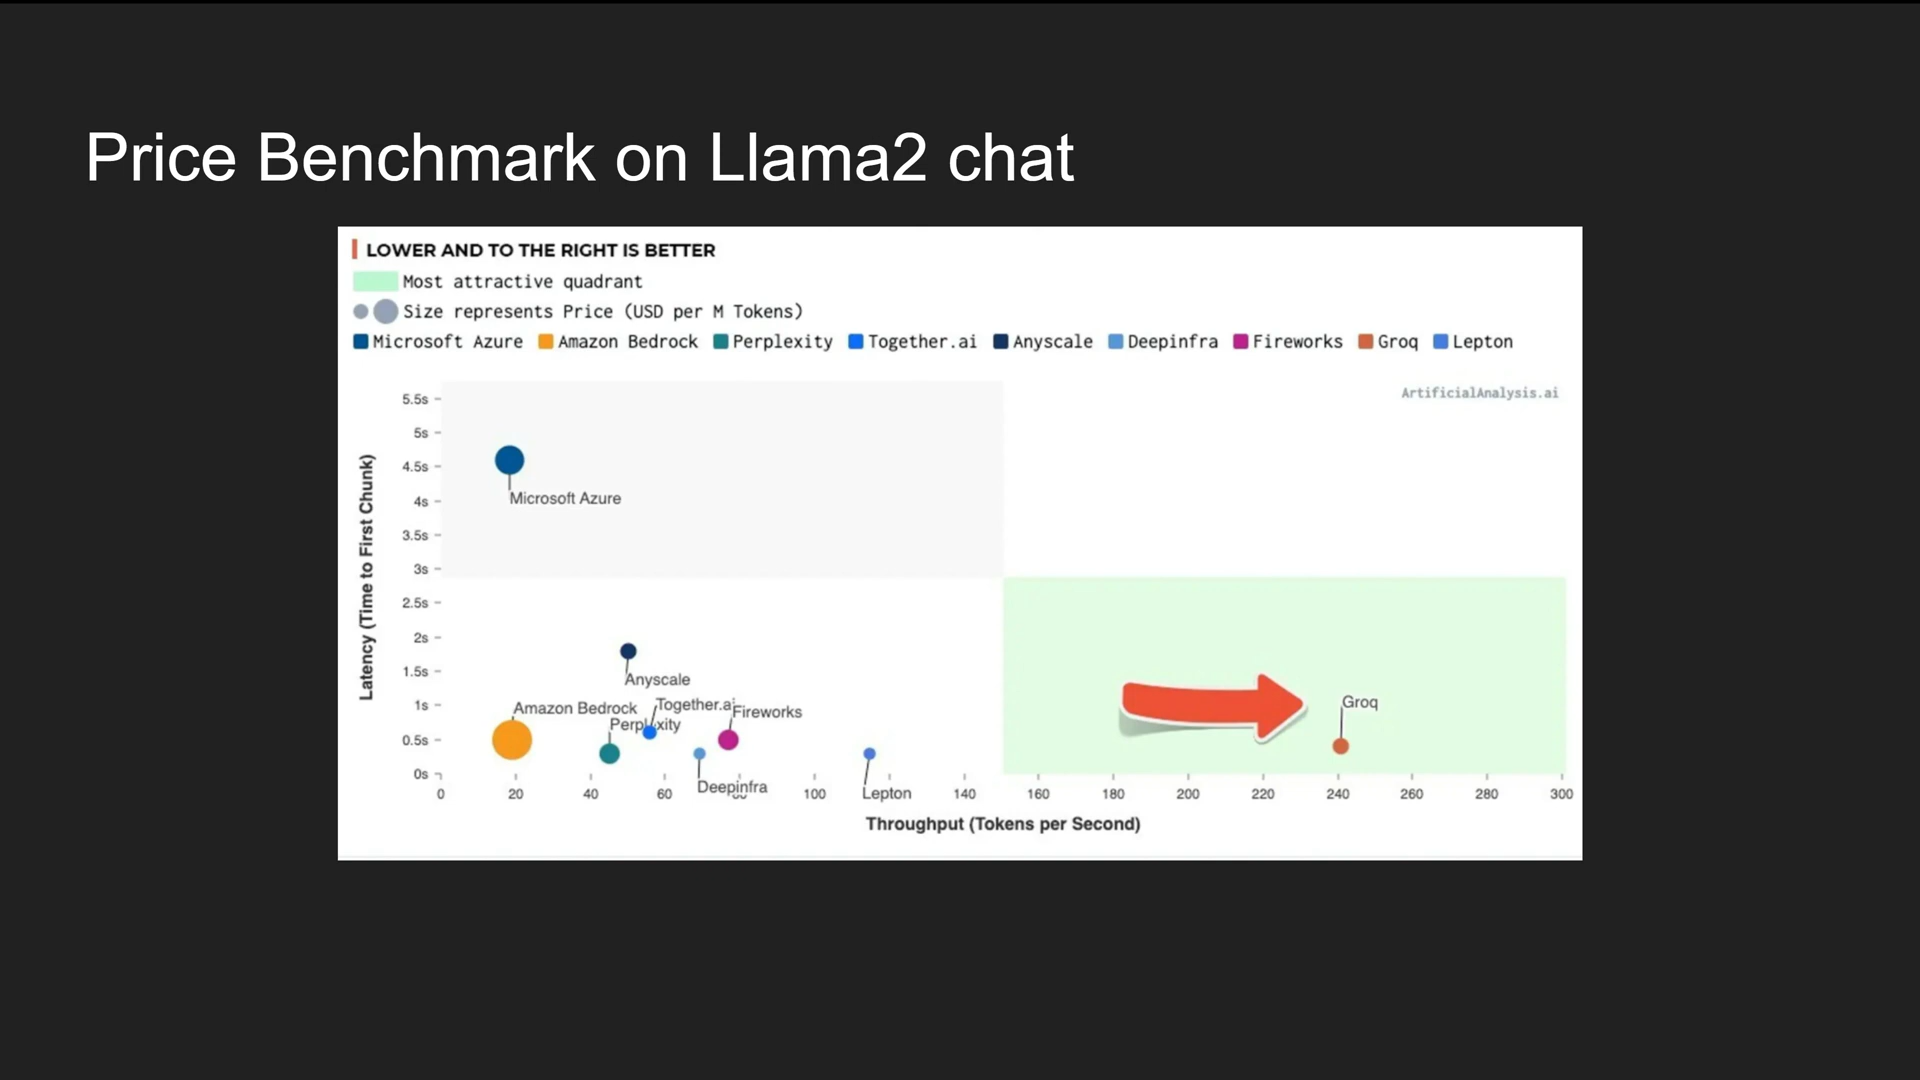 Price Benchmark on Llama2 chat
LOWER AND TO THE RIGHT IS BETTER
Most attractive quadrant
Size represents Price (USD per M Tokens)
Microsoft Azure Amazon Bedrock Perplexity Together.ai Anyscale Deepinfra Fireworks Groq Lepton
ArtificialAnalysis.ai
Latency (Time to First Chunk)
5.5s
5s
4.5s
4s
3.5s
3s
2.5s
2s
1.5s
1s
0.5s
0s
Microsoft Azure
Anyscale
Amazon Bedrock
Together.ai
Fireworks
Groq
Deepinfra
Lepton
0 20 40 60 100 140 160 180 200 220 240 260 280 300
Throughput (Tokens per Second)